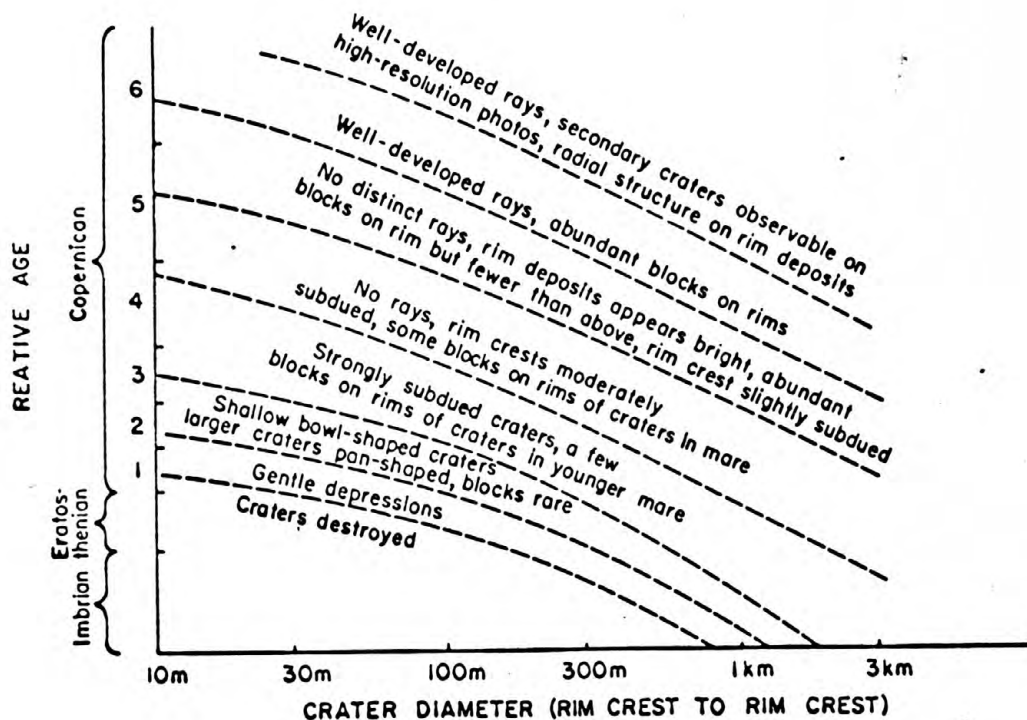 Well-developed rays, secondary craters observable on
high-resolution photos, radial structure on rim deposits
Well-developed rays, abundant blocks on rims
No distinct rays, rim deposits appears bright, abundant
blocks on rim but fewer than above, rim crest slightly subdued
No rays, rim crests moderately
subdued, some blocks on rims of craters In more
Strongly subdued craters, a few
blocks on rims of craters in younger more
Shallow bowl-shaped craters
larger craters pan-shaped, blocks rare
Gentle depressions
Craters destroyed
REATIVE AGE
Copernican
Eratos-
thenian
Imbrian
6
5
4
3
2
1
10m 30m 100m 300m 1km 3km
CRATER DIAMETER (RIM CREST TO RIM CREST)